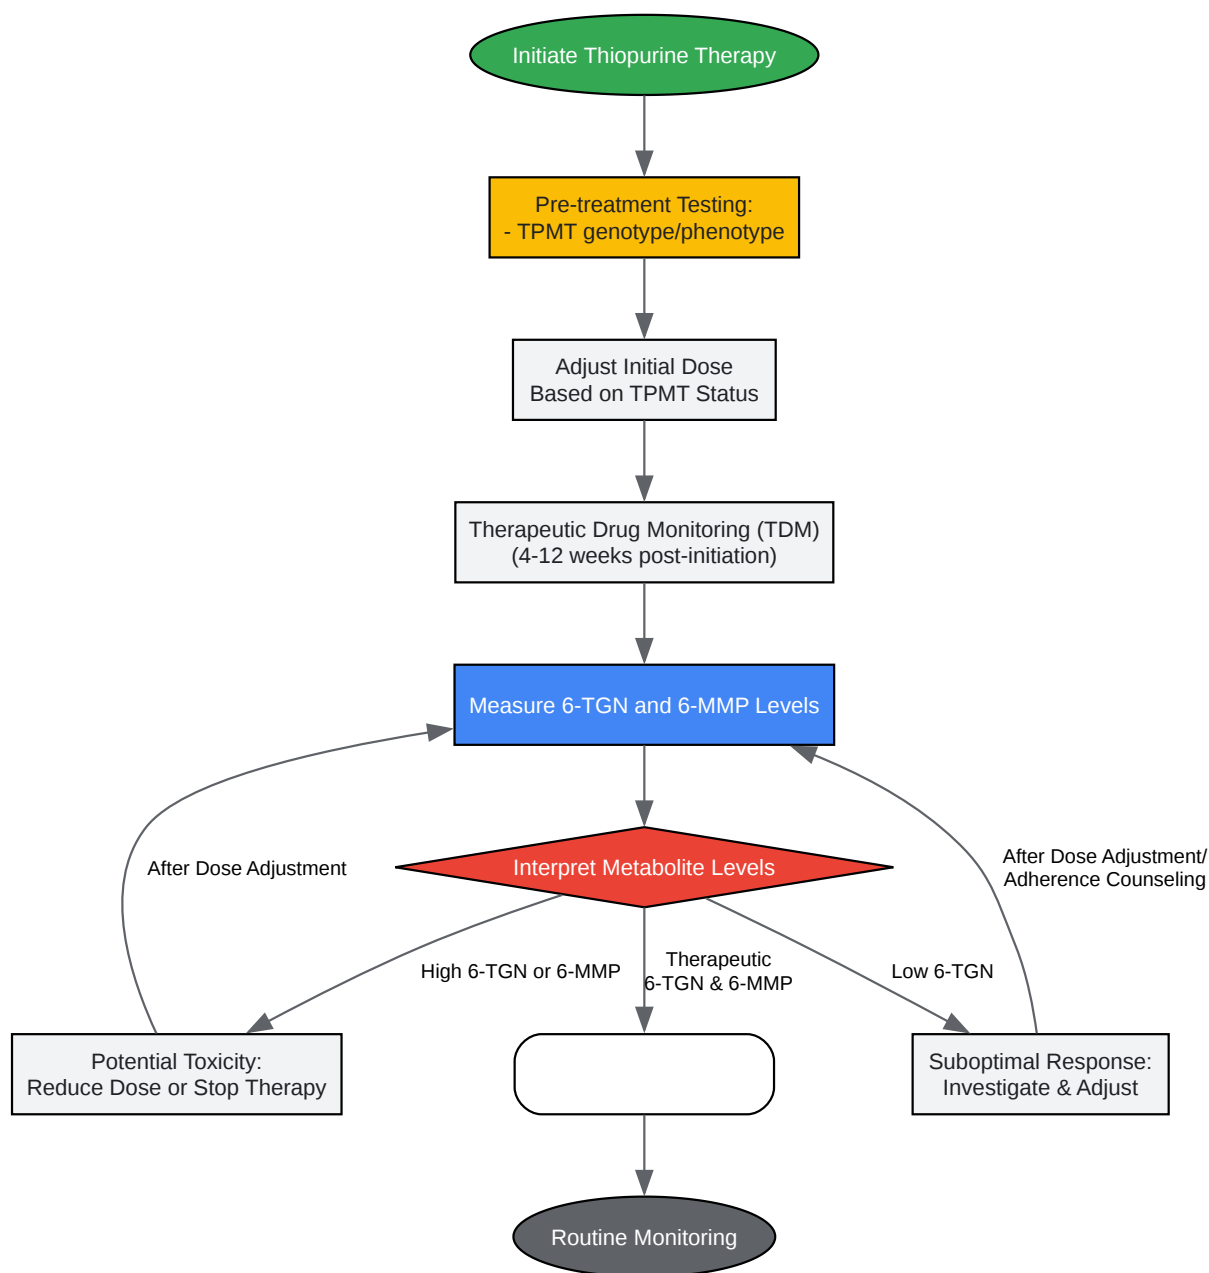 Initiate Thiopurine Therapy
Pre-treatment Testing:
- TPMT genotype/phenotype
Adjust Initial Dose
Based on TPMT Status
Therapeutic Drug Monitoring (TDM)
(4-12 weeks post-initiation)
Measure 6-TGN and 6-MMP Levels
After Dose Adjustment
Interpret Metabolite Levels
After Dose Adjustment/
Adherence Counseling
High 6-TGN or 6-MMP
Therapeutic
6-TGN & 6-MMP
Low 6-TGN
Potential Toxicity:
Reduce Dose or Stop Therapy
Suboptimal Response:
Investigate & Adjust
Routine Monitoring